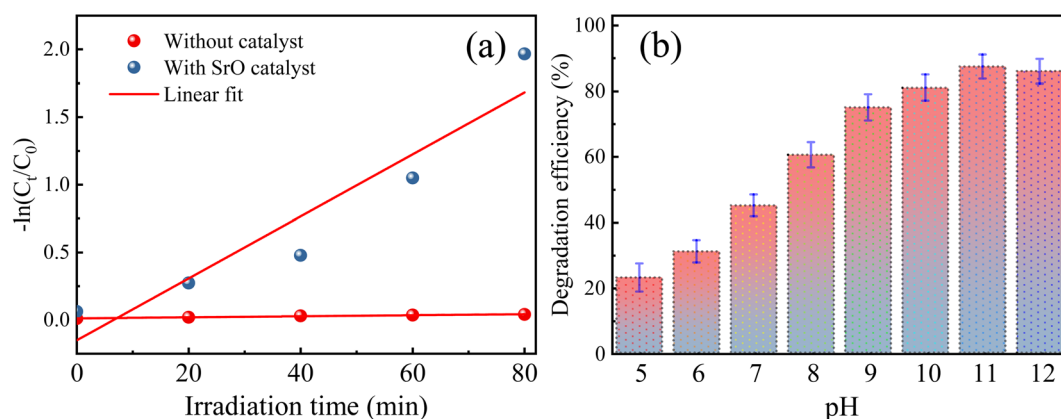 (a)
Without catalyst
With SrO catalyst
Linear fit
-ln(Cₜ/C₀)
2.0
1.5
1.0
0.5
0.0
0 20 40 60 80
Irradiation time (min)
(b)
Degradation efficiency (%)
100
80
60
40
20
0
5 6 7 8 9 10 11 12
pH